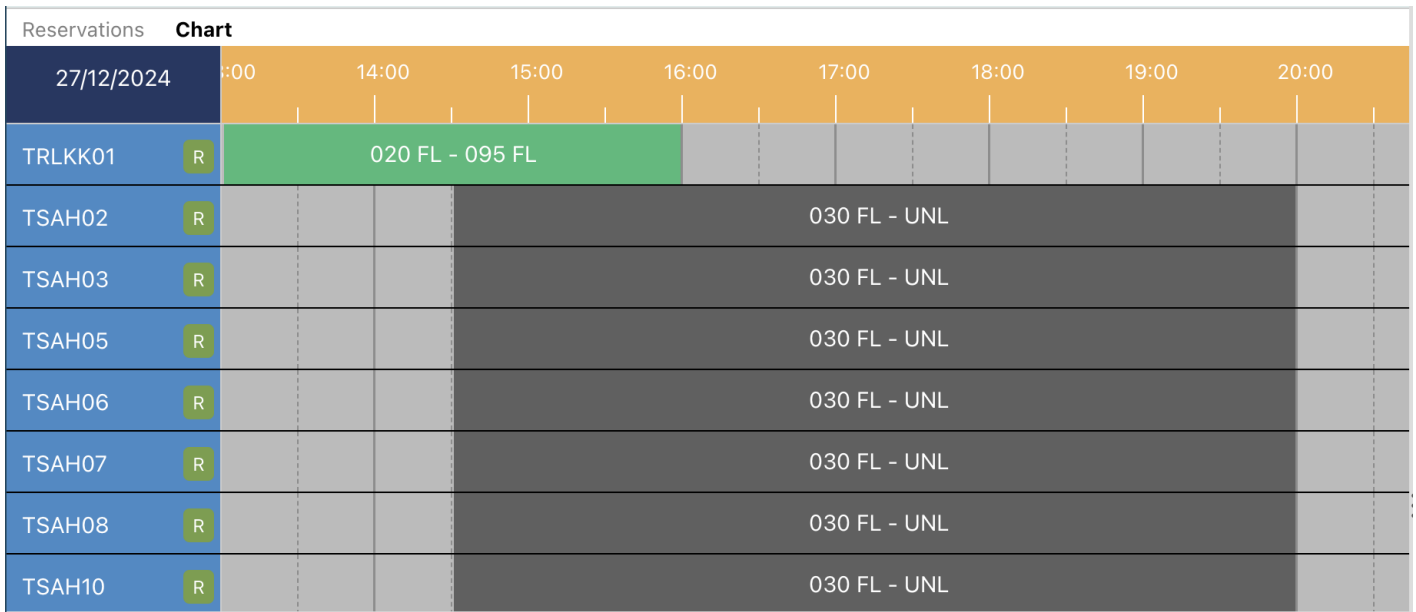 Reservations Chart
27/12/2024 :00 14:00 15:00 16:00 17:00 18:00 19:00 20:00
TRLKK01 R 020 FL - 095 FL
TSAH02 R 030 FL - UNL
TSAH03 R 030 FL - UNL
TSAH05 R 030 FL - UNL
TSAH06 R 030 FL - UNL
TSAH07 R 030 FL - UNL
TSAH08 R 030 FL - UNL
TSAH10 R 030 FL - UNL